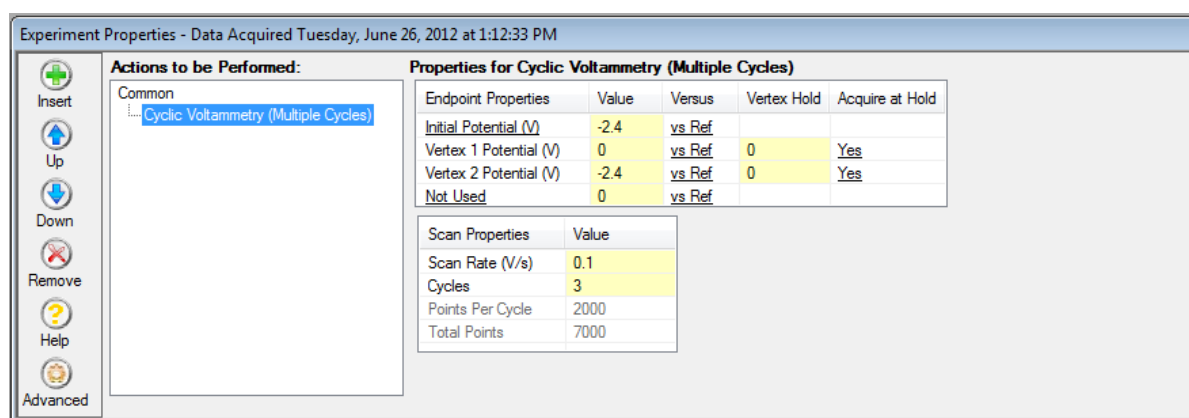 Experiment Properties - Data Acquired Tuesday, June 26, 2012 at 1:12:33 PM
Insert
Up
Down
Remove
Help
Advanced
Actions to be Performed:
Common
Cyclic Voltammetry (Multiple Cycles)
Properties for Cyclic Voltammetry (Multiple Cycles)
Endpoint Properties Value Versus Vertex Hold Acquire at Hold
Initial Potential (V) -2.4 vs Ref
Vertex 1 Potential (V) 0 vs Ref 0 Yes
Vertex 2 Potential (V) -2.4 vs Ref 0 Yes
Not Used 0 vs Ref
Scan Properties Value
Scan Rate (V/s) 0.1
Cycles 3
Points Per Cycle 2000
Total Points 7000